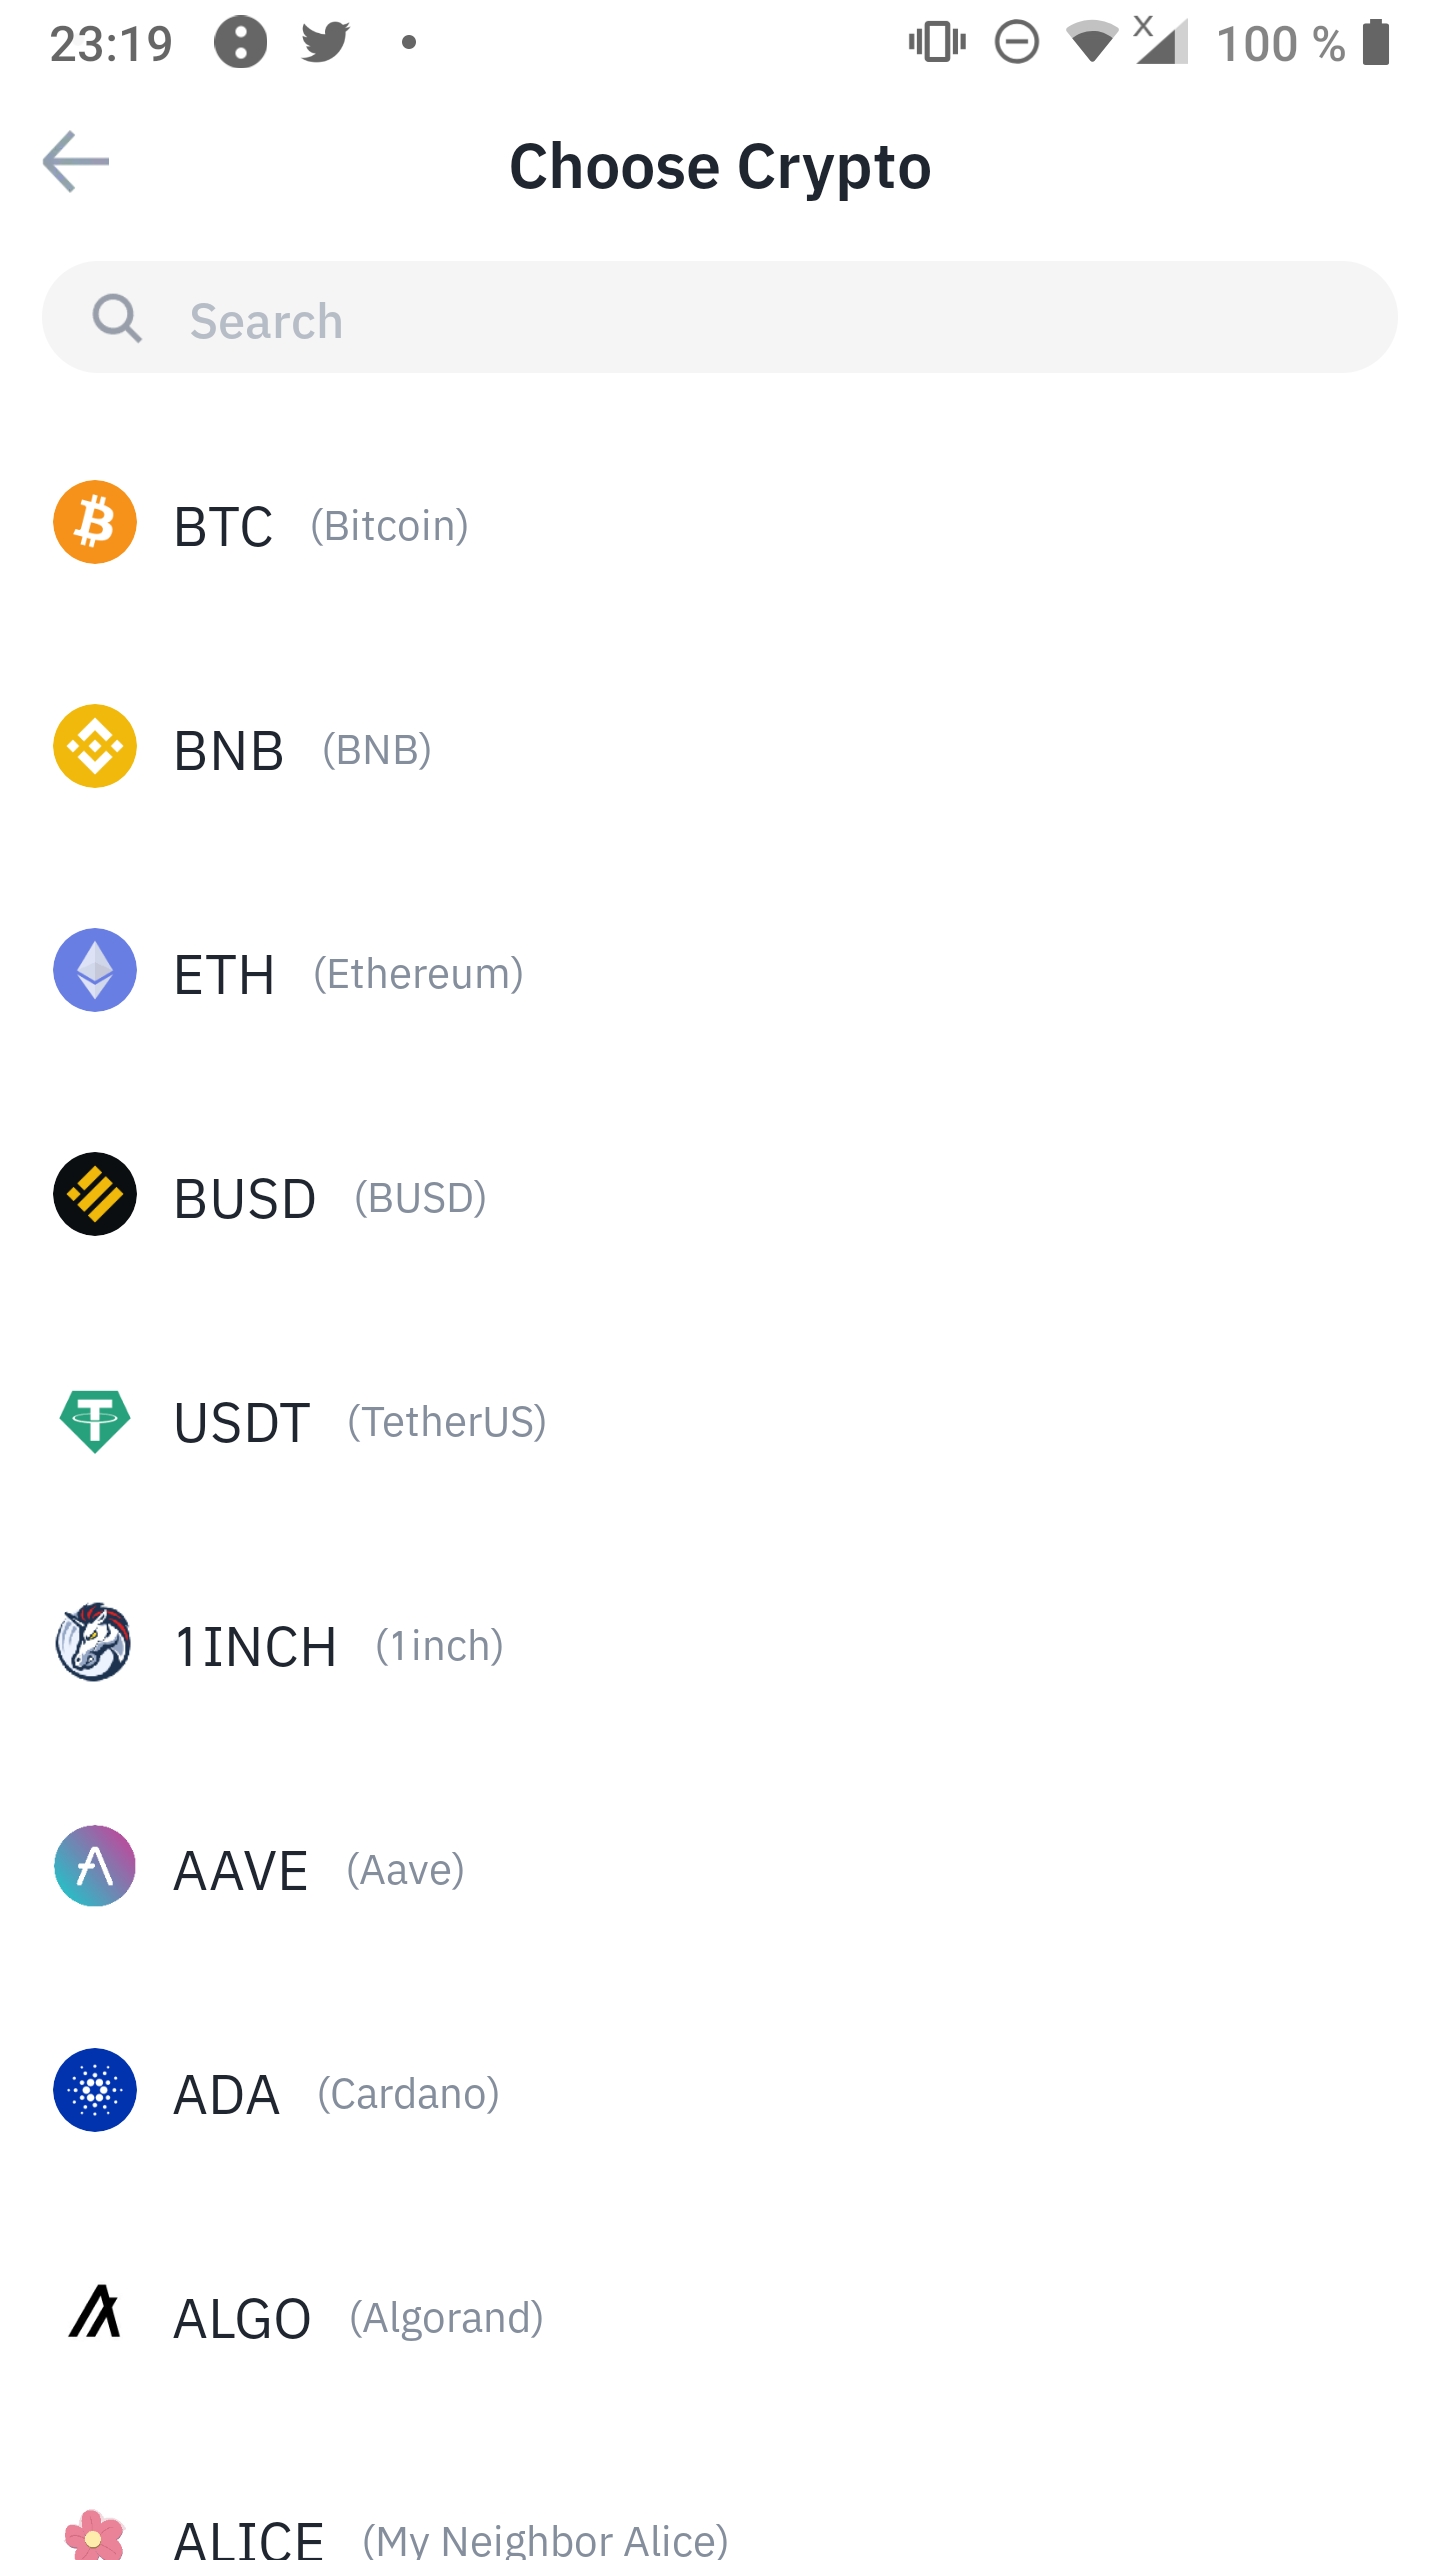 23:19
X
100 %
Choose Crypto
Search
BTC (Bitcoin)
BNB (BNB)
ETH (Ethereum)
BUSD (BUSD)
USDT (TetherUS)
1INCH (1inch)
AAVE (Aave)
ADA (Cardano)
ALGO (Algorand)
ALICE (My Neighbor Alice)